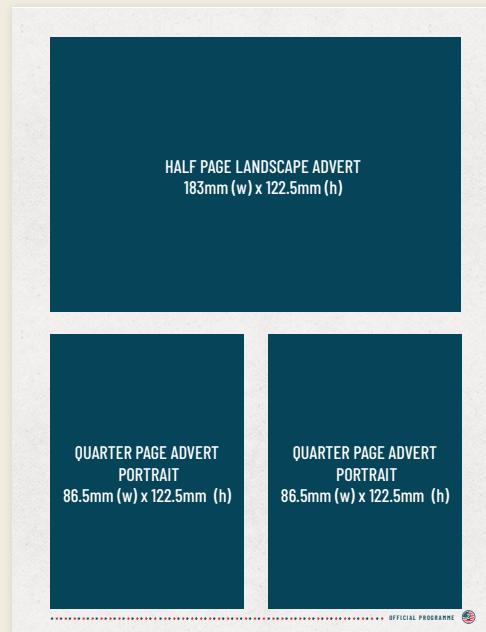 HALF PAGE LANDSCAPE ADVERT
183mm (w) x 122.5mm (h)
QUARTER PAGE ADVERT
PORTRAIT
86.5mm (w) x 122.5mm (h)
QUARTER PAGE ADVERT
PORTRAIT
86.5mm (w) x 122.5mm (h)
OFFICIAL PROGRAMME